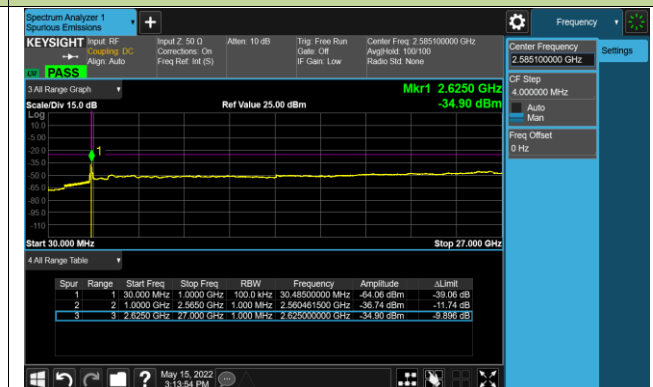 Spectrum Analyzer 1
Spurious Emissions
Frequency
KEYSIGHT
Input: RF
Coupling: DC
Align: Auto
Input Z: 50 Ω
Corrections: On
Freq Ref: Int (S)
Atten: 10 dB
Trig: Free Run
Gate: Off
IF Gain: Low
Center Freq: 2.585100000 GHz
Avg|Hold: 100/100
Radio Std: None
PASS
3 All Range Graph
Mkr1 2.6250 GHz
Scale/Div 15.0 dB
Ref Value 25.00 dBm
-34.90 dBm
Log
10.0
-5.00
-20.0
-35.0
-50.0
-65.0
-80.0
-95.0
-110
1
Start 30.000 MHz
Stop 27.000 GHz
4 All Range Table
Spur Range Start Freq Stop Freq RBW Frequency Amplitude ΔLimit
1 1 30.000 MHz 1.0000 GHz 100.0 kHz 30.48500000 MHz -64.06 dBm -39.06 dB
2 2 1.0000 GHz 2.5650 GHz 1.000 MHz 2.560461500 GHz -36.74 dBm -11.74 dB
3 3 2.6250 GHz 27.000 GHz 1.000 MHz 2.625000000 GHz -34.90 dBm -9.896 dB
May 15, 2022
3:13:54 PM
Center Frequency
2.585100000 GHz
Settings
CF Step
4.000000 MHz
Auto
Man
Freq Offset
0 Hz